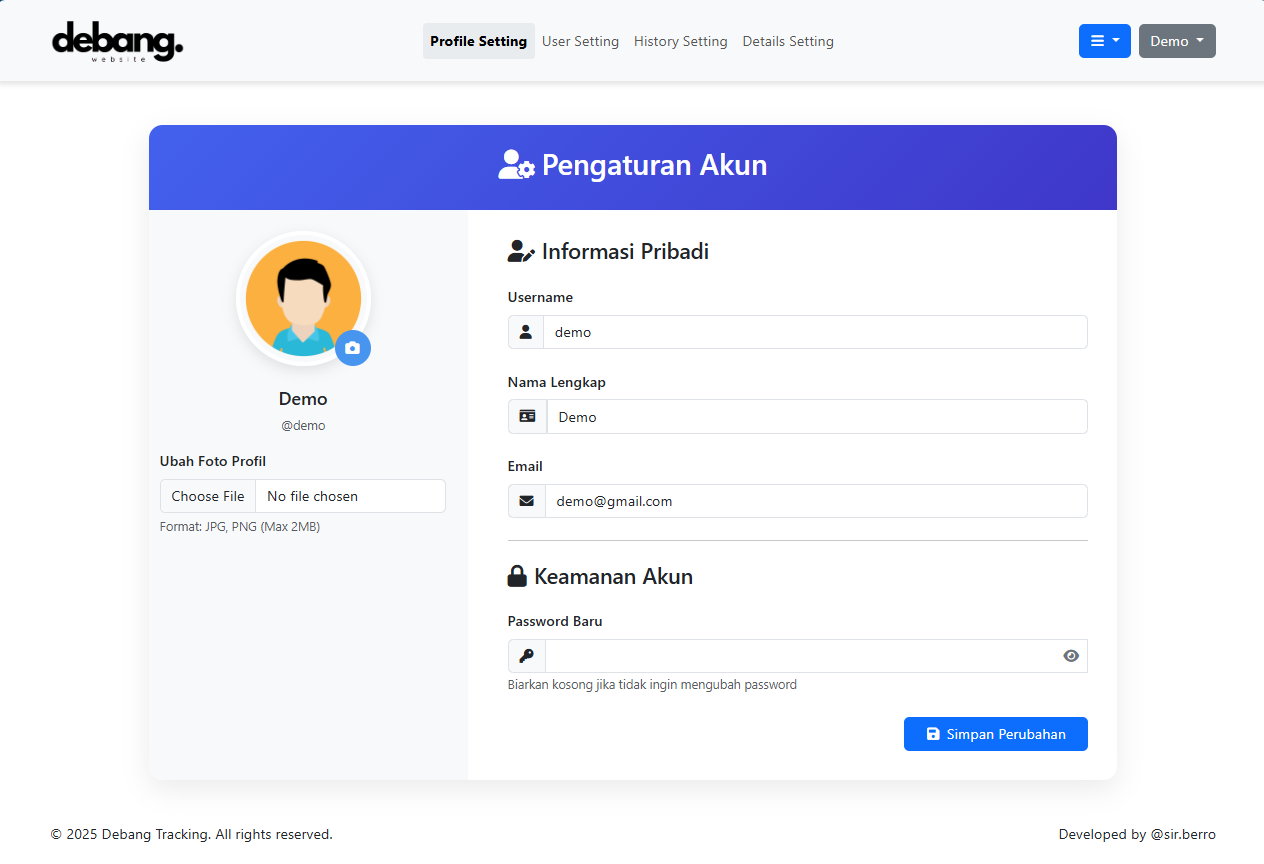 debang.
website
Profile Setting User Setting History Setting Details Setting
Demo
Pengaturan Akun
Demo
@demo
Ubah Foto Profil
Choose File No file chosen
Format: JPG, PNG (Max 2MB)
Informasi Pribadi
Username
demo
Nama Lengkap
Demo
Email
demo@gmail.com
Keamanan Akun
Password Baru
Biarkan kosong jika tidak ingin mengubah password
Simpan Perubahan
© 2025 Debang Tracking. All rights reserved.
Developed by @sir.berro